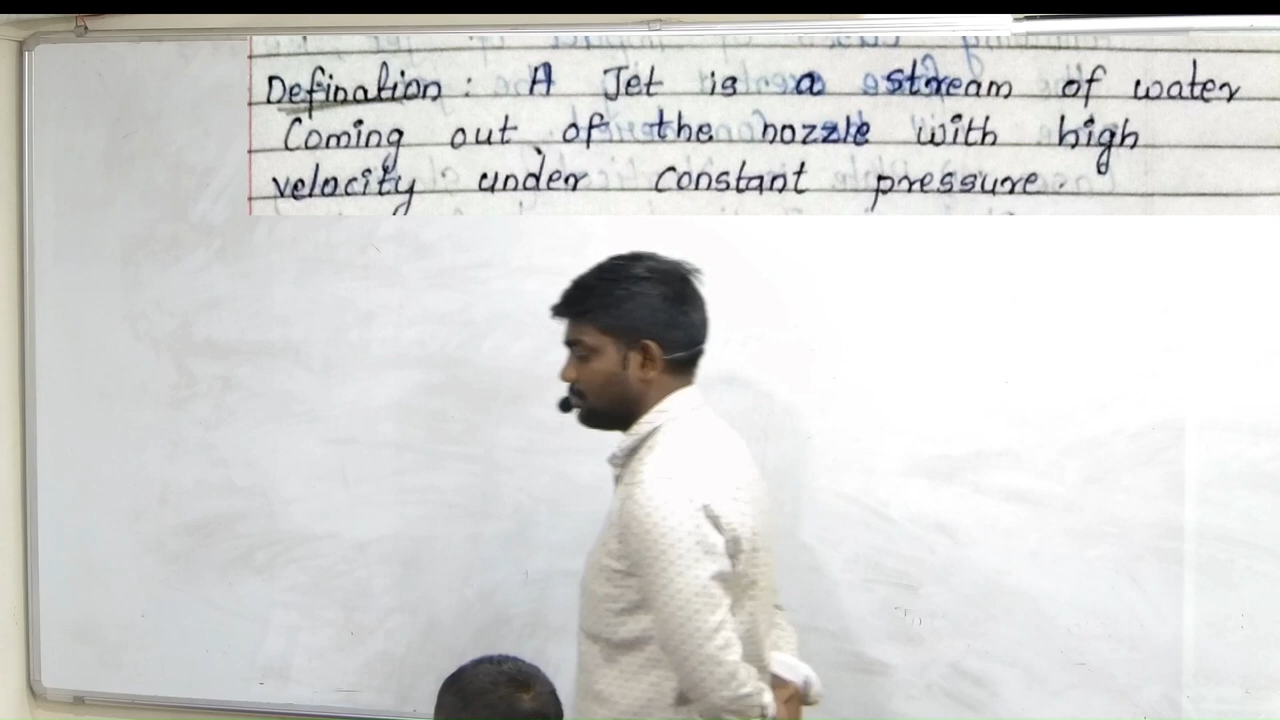 Defination : A Jet is a stream of water
Coming out of the nozzle with high
velocity under constant pressure.